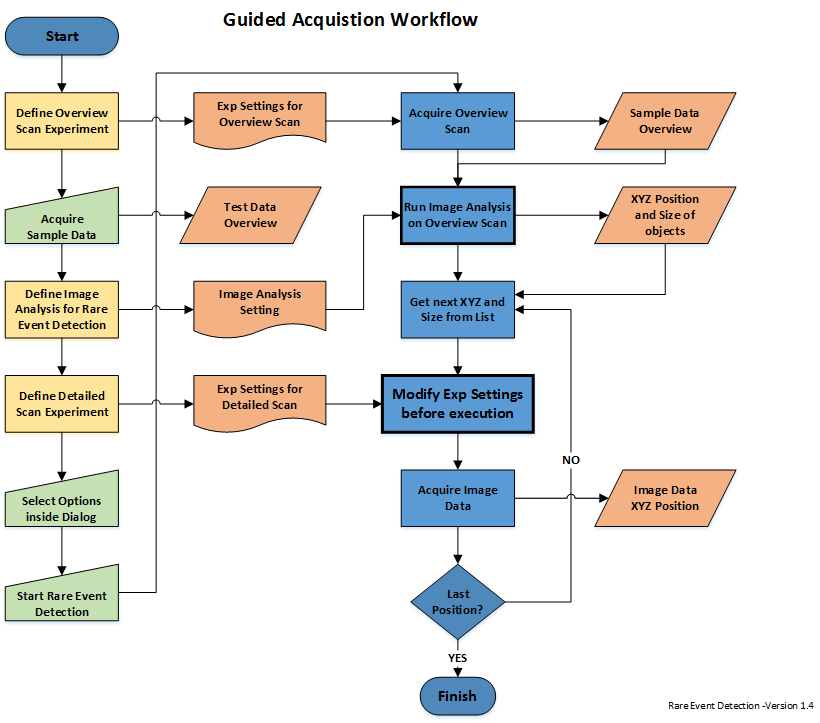 Guided Acquistion Workflow
Start
Define Overview
Scan Experiment
Exp Settings for
Overview Scan
Acquire Overview
Scan
Sample Data
Overview
Acquire
Sample Data
Test Data
Overview
Run Image Analysis
on Overview Scan
XYZ Position
and Size of
objects
Define Image
Analysis for Rare
Event Detection
Image Analysis
Setting
Get next XYZ and
Size from List
Define Detailed
Scan Experiment
Exp Settings for
Detailed Scan
Modify Exp Settings
before execution
NO
Select Options
inside Dialog
Acquire Image
Data
Image Data
XYZ Position
Start Rare Event
Detection
Last
Position?
YES
Finish
Rare Event Detection -Version 1.4